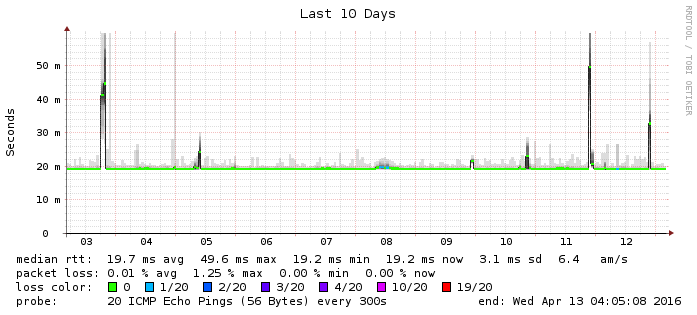 Last 10 Days
RRDTOOL / TOBI OETIKER
Seconds
50 m
40 m
30 m
20 m
10 m
0
03 04 05 06 07 08 09 10 11 12
median rtt: 19.7 ms avg 49.6 ms max 19.2 ms min 19.2 ms now 3.1 ms sd 6.4 am/s
packet loss: 0.01 % avg 1.25 % max 0.00 % min 0.00 % now
loss color: 0 1/20 2/20 3/20 4/20 10/20 19/20
probe: 20 ICMP Echo Pings (56 Bytes) every 300s end: Wed Apr 13 04:05:08 2016